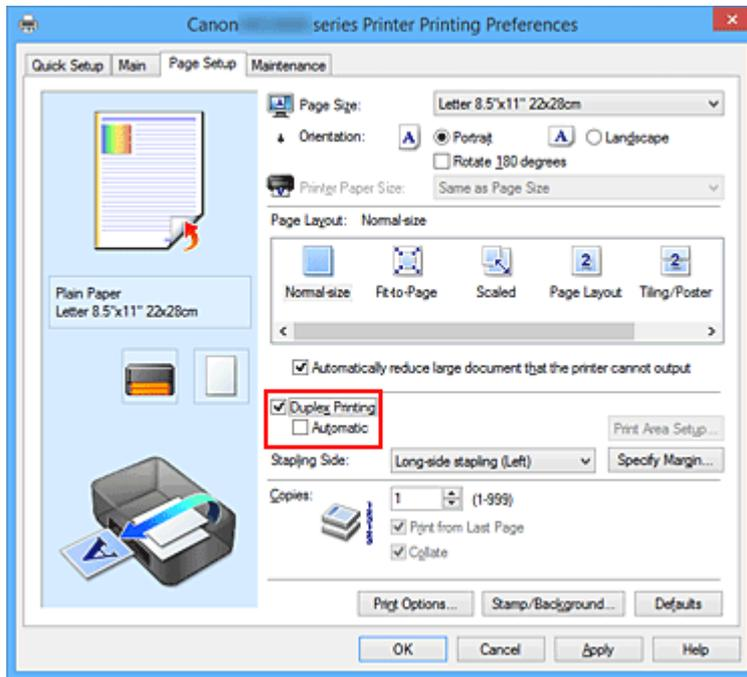 Canon series Printer Printing Preferences
Quick Setup Main Page Setup Maintenance
Page Size: Letter 8.5"x11" 22x28cm
Orientation: A Portrait A Landscape
Rotate 180 degrees
Printer Paper Size: Same as Page Size
Page Layout: Normal-size
2 2
Normal-size Fit-to-Page Scaled Page Layout Tiling/Poster
Plain Paper
Letter 8.5"x11" 22x28cm
Automatically reduce large document that the printer cannot output
Duplex Printing
Automatic
Print Area Setup...
Stapling Side: Long-side stapling (Left) Specify Margin...
Copies: 1 (1-999)
Print from Last Page
Collate
A
Print Options... Stamp/Background... Defaults
OK Cancel Apply Help